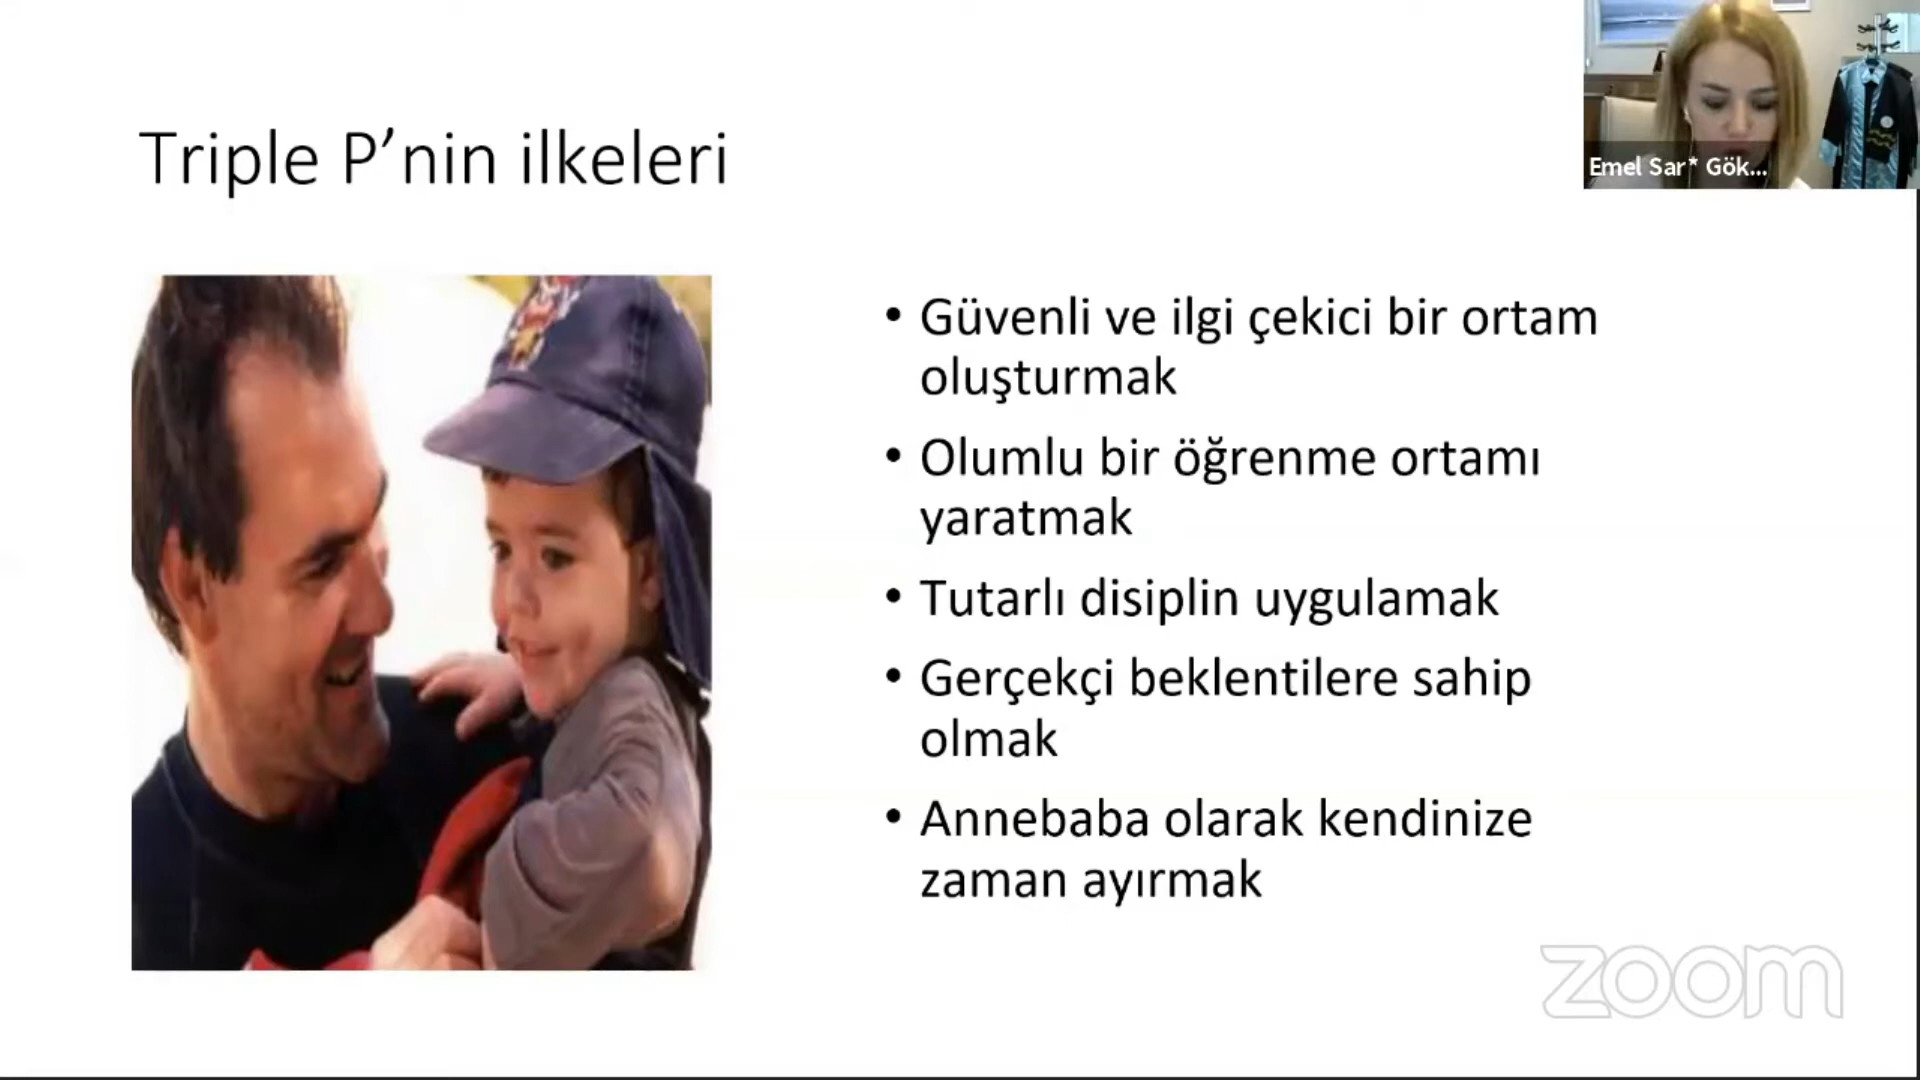 Triple P’nin ilkeleri
Emel Sar* Gök...
• Güvenli ve ilgi çekici bir ortam
oluşturmak
• Olumlu bir öğrenme ortamı
yaratmak
• Tutarlı disiplin uygulamak
• Gerçekçi beklentilere sahip
olmak
• Annebaba olarak kendinize
zaman ayırmak
zoom